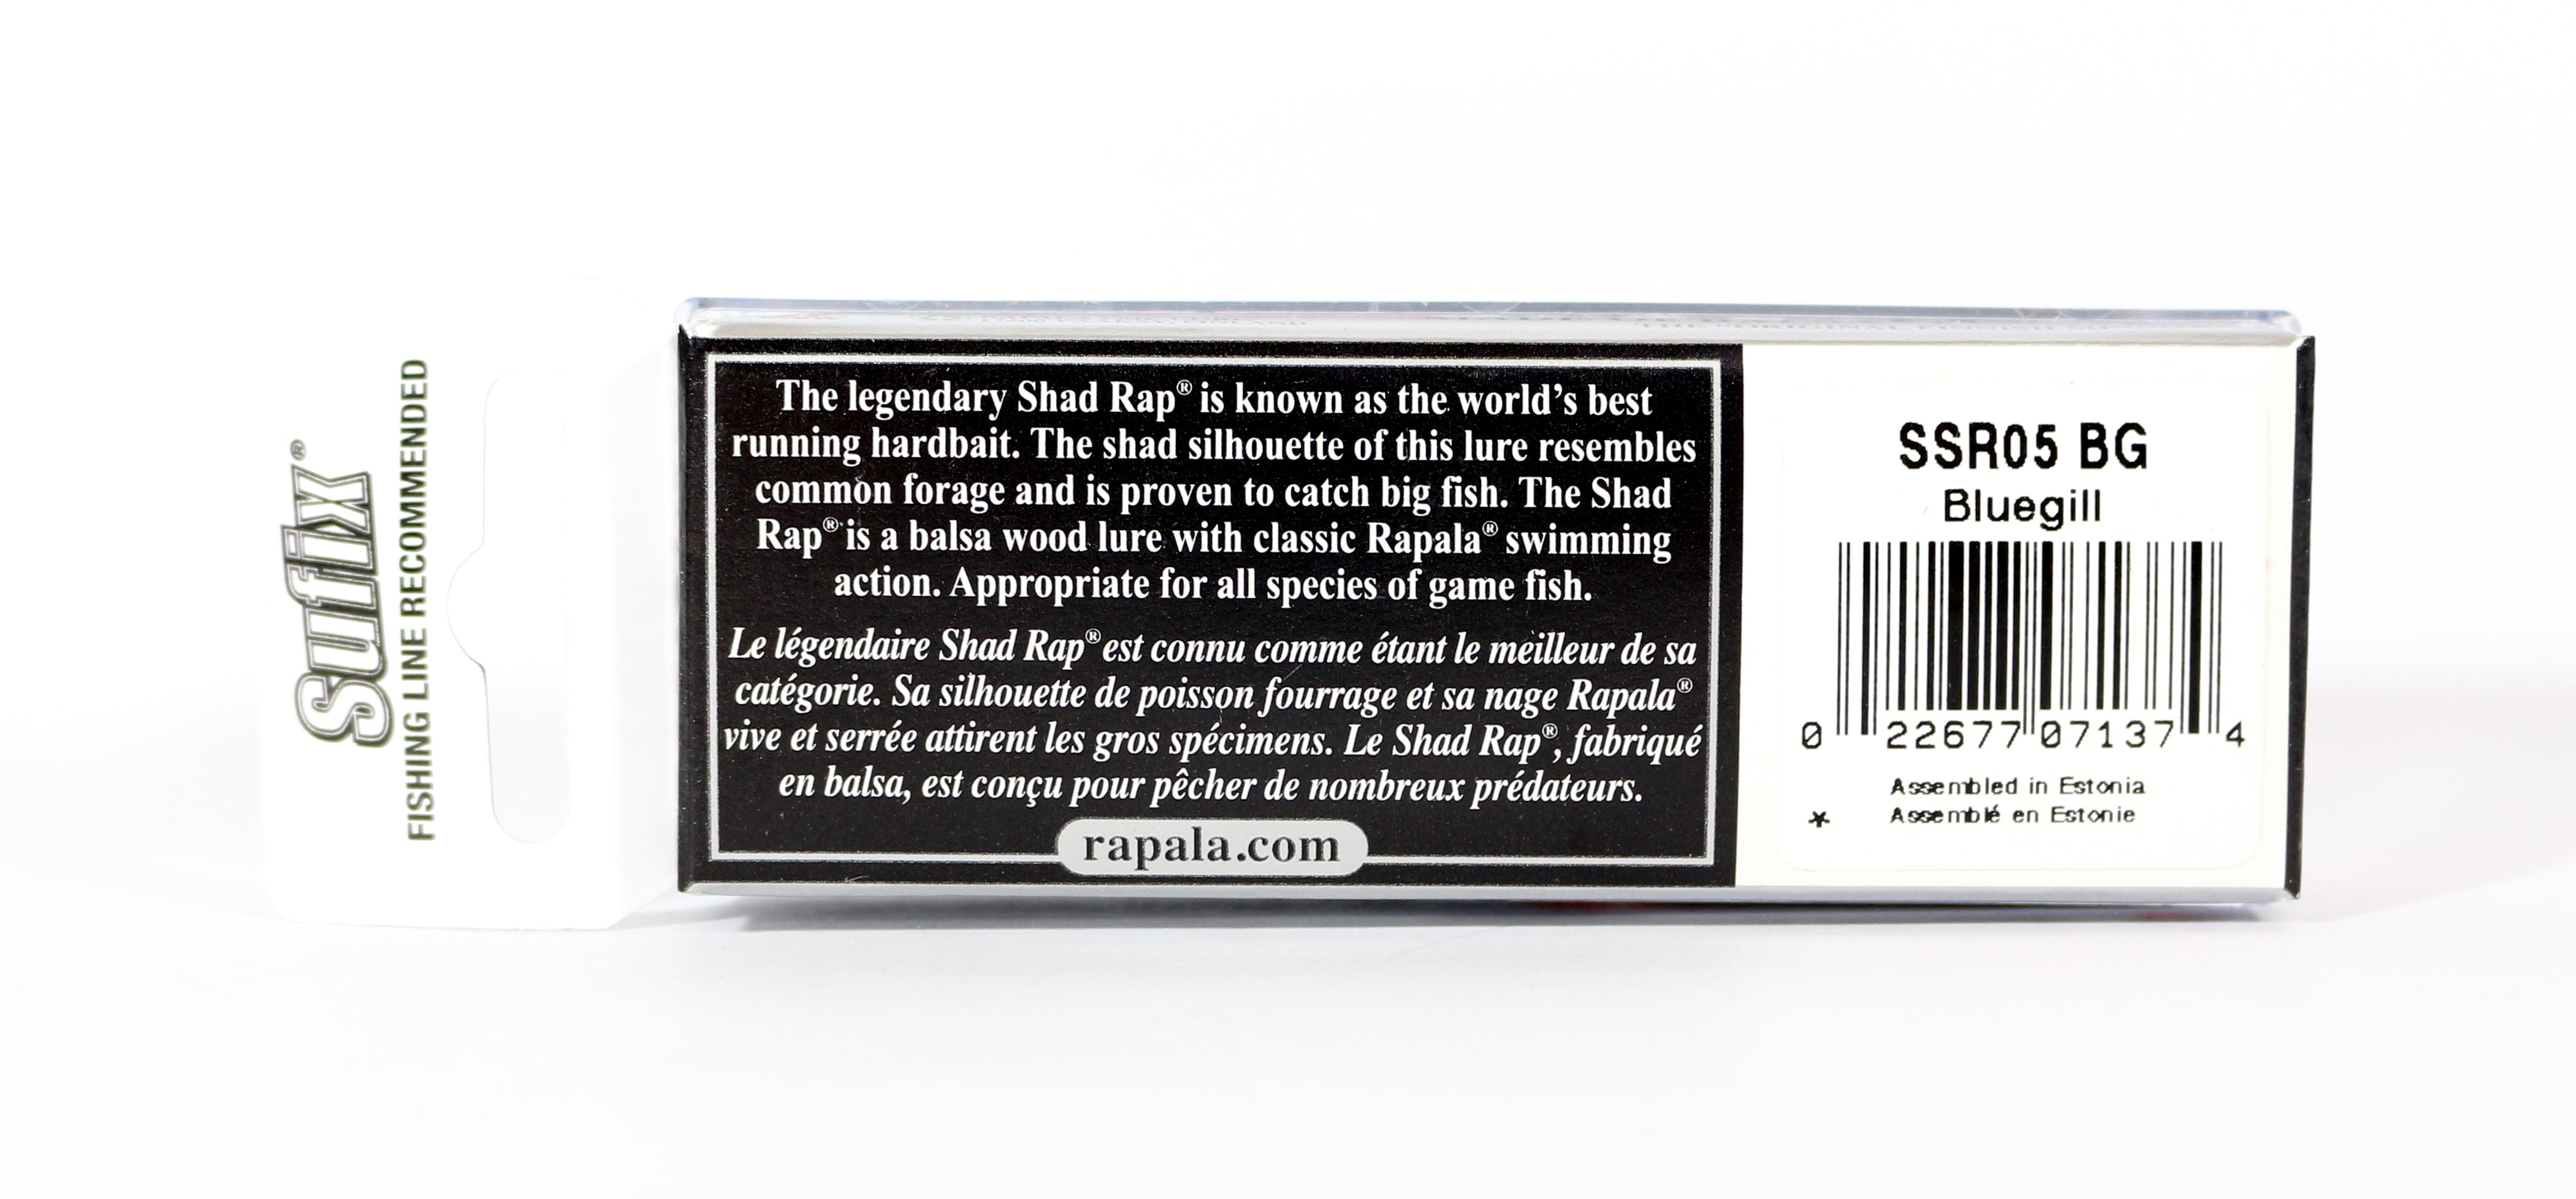 Sufix®
FISHING LINE RECOMMENDED
The legendary Shad Rap® is known as the world's best
running hardbait. The shad silhouette of this lure resembles
common forage and is proven to catch big fish. The Shad
Rap® is a balsa wood lure with classic Rapala® swimming
action. Appropriate for all species of game fish.
Le légendaire Shad Rap® est connu comme étant le meilleur de sa
catégorie. Sa silhouette de poisson fourrage et sa nage Rapala®
vive et serrée attirent les gros spécimens. Le Shad Rap®, fabriqué
en balsa, est conçu pour pêcher de nombreux prédateurs.
rapala.com
SSR05 BG
Bluegill
0 22677 07137 4
Assembled in Estonia
* Assemblé en Estonie